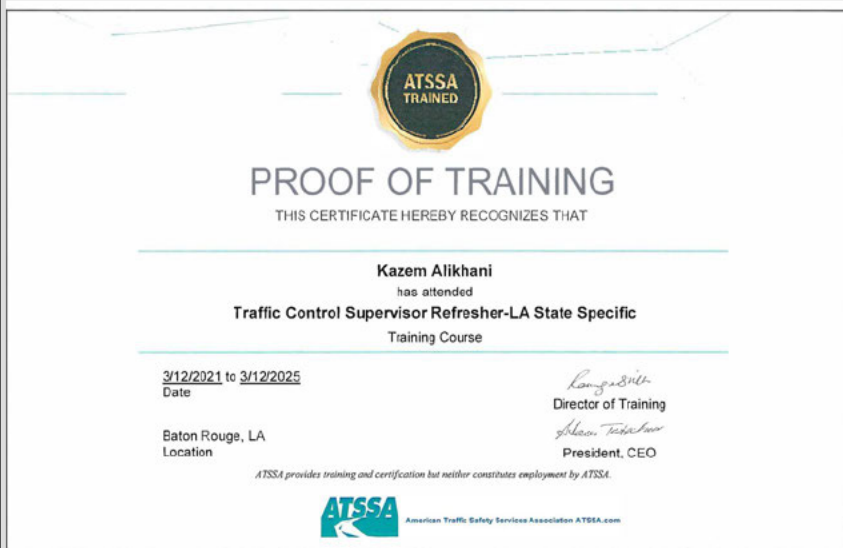 ATSSA
TRAINED
PROOF OF TRAINING
THIS CERTIFICATE HEREBY RECOGNIZES THAT
Kazem Alikhani
has attended
Traffic Control Supervisor Refresher-LA State Specific
Training Course
3/12/2021 to 3/12/2025
Date
Director of Training
Baton Rouge, LA
Location
President, CEO
ATSSA provides training and certification but neither constitutes employment by ATSSA.
ATSSA
American Traffic Safety Services Association ATSSA.com